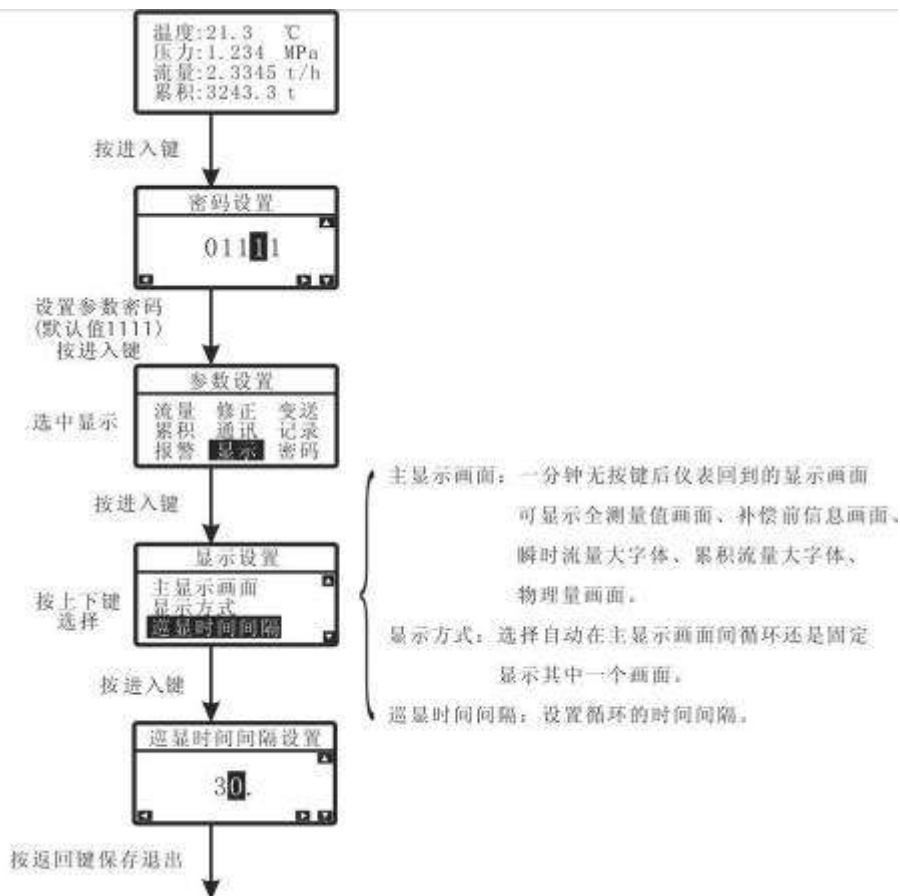 温度:21.3 ℃
压力:1.234 MPa
流量:2.3345 t/h
累积:3243.3 t
按进入键
密码设置
011111
设置参数密码
(默认值1111)
按进入键
参数设置
选中显示
流量 修正 变送
累积 通讯 记录
报警 显示 密码
按进入键
显示设置
按上下键
选择
主显示画面
显示方式
巡显时间间隔
主显示画面：一分钟无按键后仪表回到的显示画面
可显示全测量值画面、补偿前信息画面、
瞬时流量大字体、累积流量大字体、
物理量画面。
显示方式：选择自动在主显示画面间循环还是固定
显示其中一个画面。
巡显时间间隔：设置循环的时间间隔。
按进入键
巡显时间间隔设置
30.
按返回键保存退出